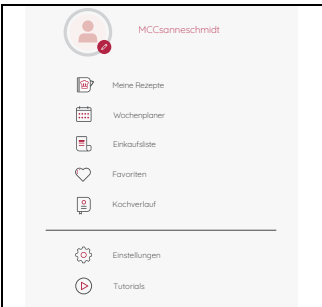 MCCsanneschmidt
Meine Rezepte
Wochenplaner
Einkaufsliste
Favoriten
Kochverlauf
Einstellungen
Tutorials